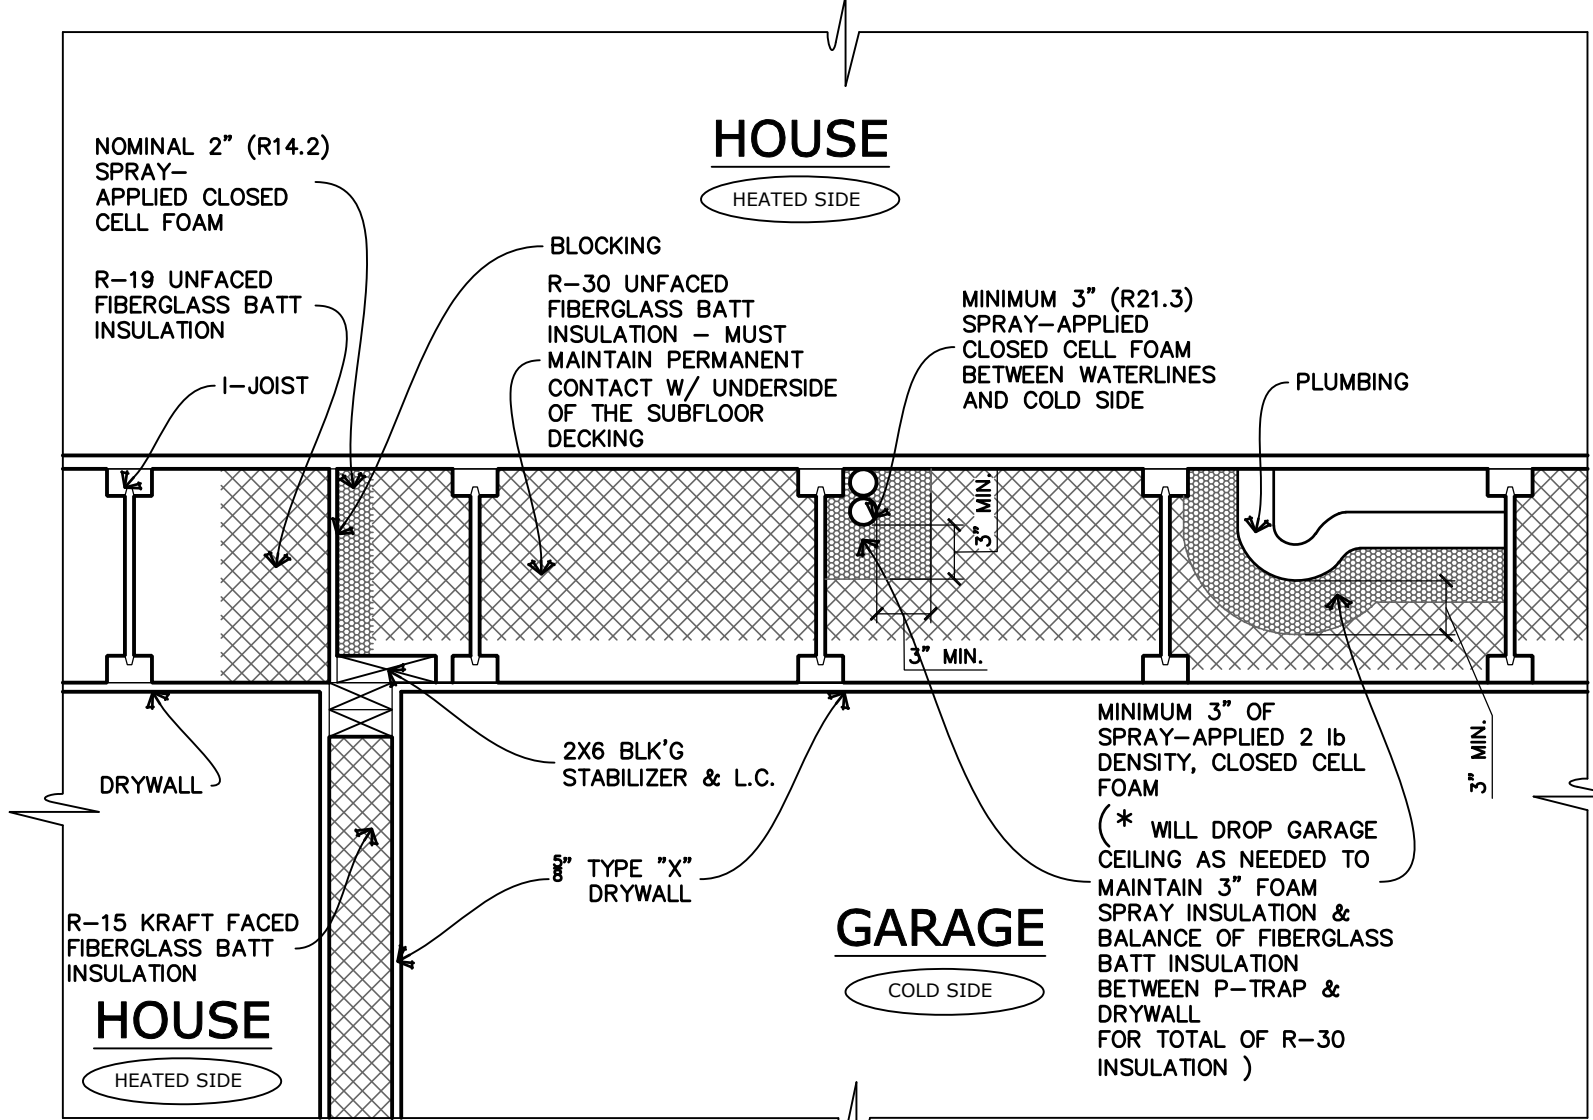 HOUSE
HEATED SIDE
NOMINAL 2" (R14.2)
SPRAY-
APPLIED CLOSED
CELL FOAM
R-19 UNFACED
FIBERGLASS BATT
INSULATION
I-JOIST
BLOCKING
R-30 UNFACED
FIBERGLASS BATT
INSULATION - MUST
MAINTAIN PERMANENT
CONTACT W/ UNDERSIDE
OF THE SUBFLOOR
DECKING
MINIMUM 3" (R21.3)
SPRAY-APPLIED
CLOSED CELL FOAM
BETWEEN WATERLINES
AND COLD SIDE
PLUMBING
3" MIN.
3" MIN.
3" MIN.
DRYWALL
2X6 BLK'G
STABILIZER & L.C.
5/8" TYPE "X"
DRYWALL
R-15 KRAFT FACED
FIBERGLASS BATT
INSULATION
HOUSE
HEATED SIDE
GARAGE
COLD SIDE
MINIMUM 3" OF
SPRAY-APPLIED 2 lb
DENSITY, CLOSED CELL
FOAM
(* WILL DROP GARAGE
CEILING AS NEEDED TO
MAINTAIN 3" FOAM
SPRAY INSULATION &
BALANCE OF FIBERGLASS
BATT INSULATION
BETWEEN P-TRAP &
DRYWALL
FOR TOTAL OF R-30
INSULATION )